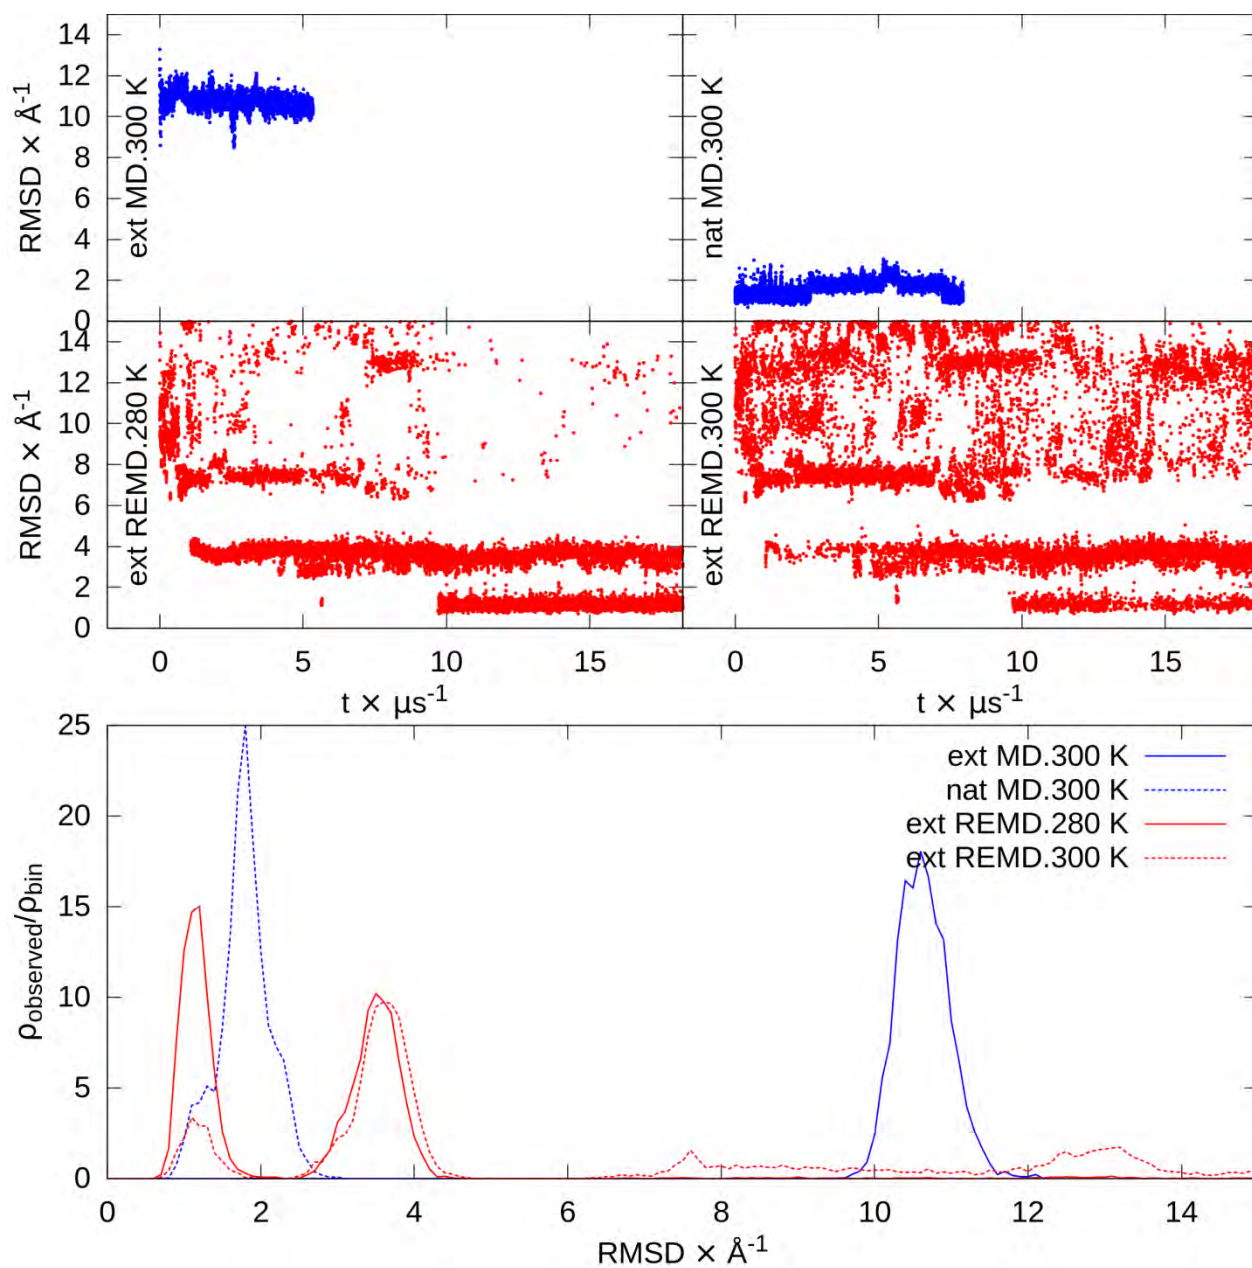 14
12
10
8
6
4
2
0
RMSD × Å⁻¹
ext MD.300 K
nat MD.300 K
14
12
10
8
6
4
2
0
RMSD × Å⁻¹
ext REMD.280 K
ext REMD.300 K
0 5 10 15
0 5 10 15
t × µs⁻¹
t × µs⁻¹
25
20
15
10
5
0
ρobserved/ρbin
ext MD.300 K
nat MD.300 K
ext REMD.280 K
ext REMD.300 K
0 2 4 6 8 10 12 14
RMSD × Å⁻¹